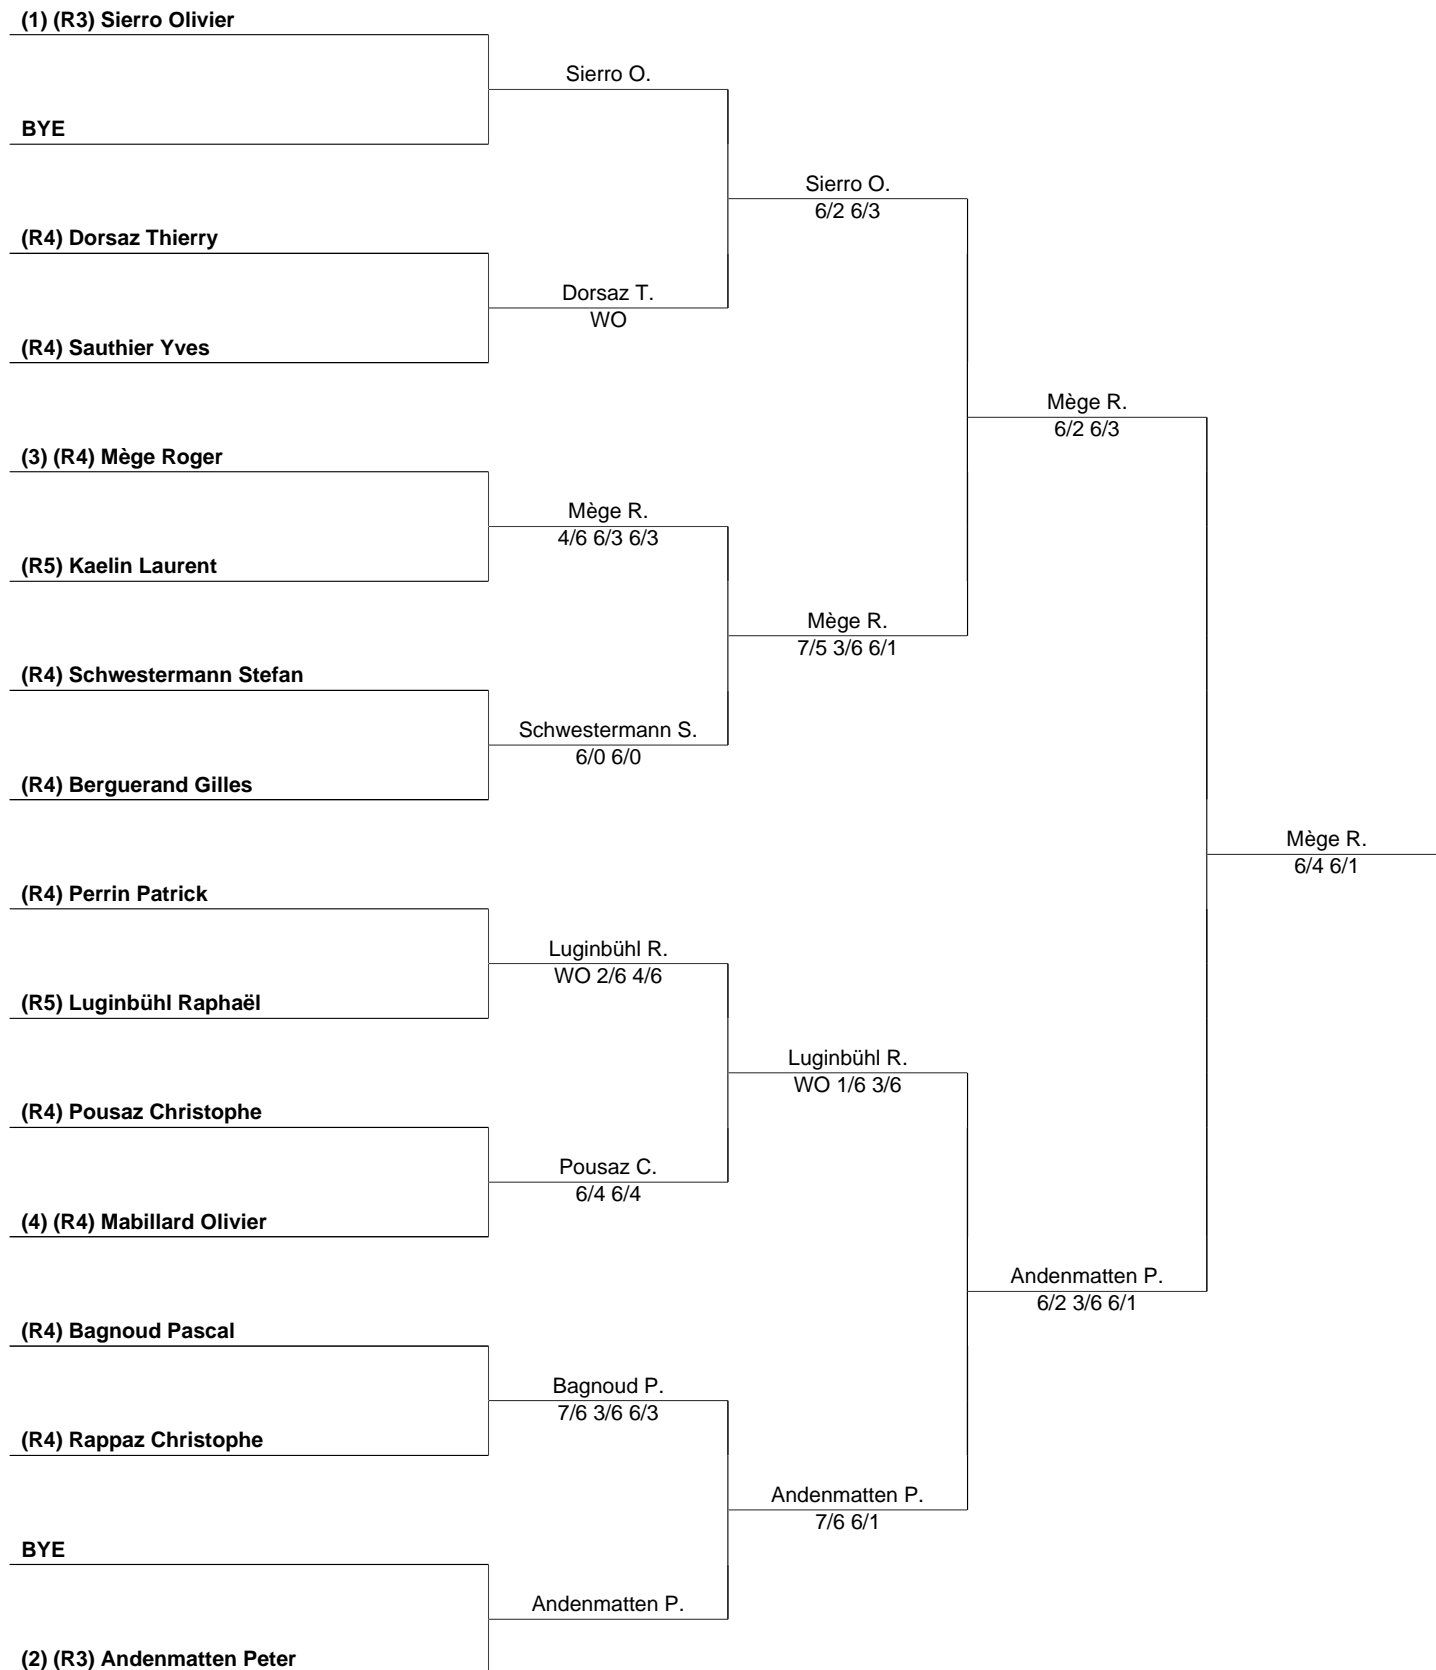 (1) (R3) Sierro Olivier
Sierro O.
BYE
Sierro O.
6/2 6/3
(R4) Dorsaz Thierry
Dorsaz T.
WO
(R4) Sauthier Yves
Mège R.
6/2 6/3
(3) (R4) Mège Roger
Mège R.
4/6 6/3 6/3
(R5) Kaelin Laurent
Mège R.
7/5 3/6 6/1
(R4) Schwestermann Stefan
Schwestermann S.
6/0 6/0
(R4) Berguerand Gilles
Mège R.
6/4 6/1
(R4) Perrin Patrick
Luginbühl R.
WO 2/6 4/6
(R5) Luginbühl Raphaël
Luginbühl R.
WO 1/6 3/6
(R4) Pousaz Christophe
Pousaz C.
6/4 6/4
(4) (R4) Mabillard Olivier
Andenmatten P.
6/2 3/6 6/1
(R4) Bagnoud Pascal
Bagnoud P.
7/6 3/6 6/3
(R4) Rappaz Christophe
Andenmatten P.
7/6 6/1
BYE
Andenmatten P.
(2) (R3) Andenmatten Peter